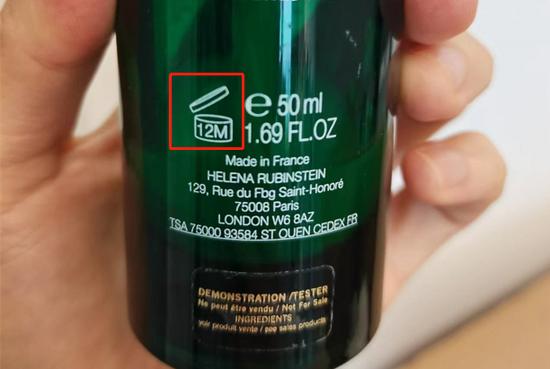 12M
e 50 ml
1.69 FL.OZ
Made in France
HELENA RUBINSTEIN
129, Rue du Fbg Saint-Honoré
75008 Paris
LONDON W6 8AZ
TSA 75000 93584 ST OUEN CEDEX FR
DEMONSTRATION/TESTER
Ne peut être vendu / Not For Sale
INGREDIENTS
voir produit vente / see sales products